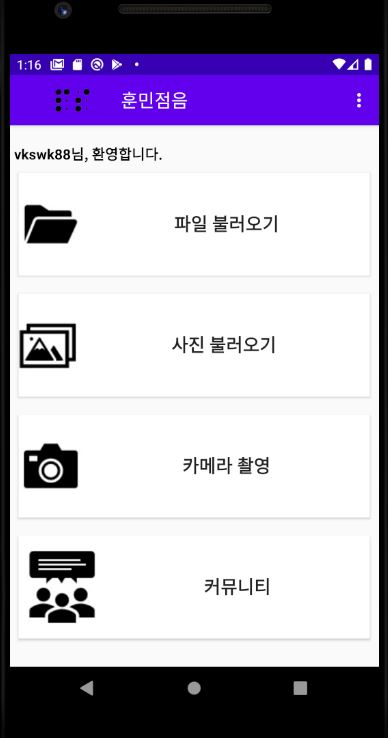 1:16
훈민점음
vkswk88님, 환영합니다.
파일 불러오기
사진 불러오기
카메라 촬영
커뮤니티